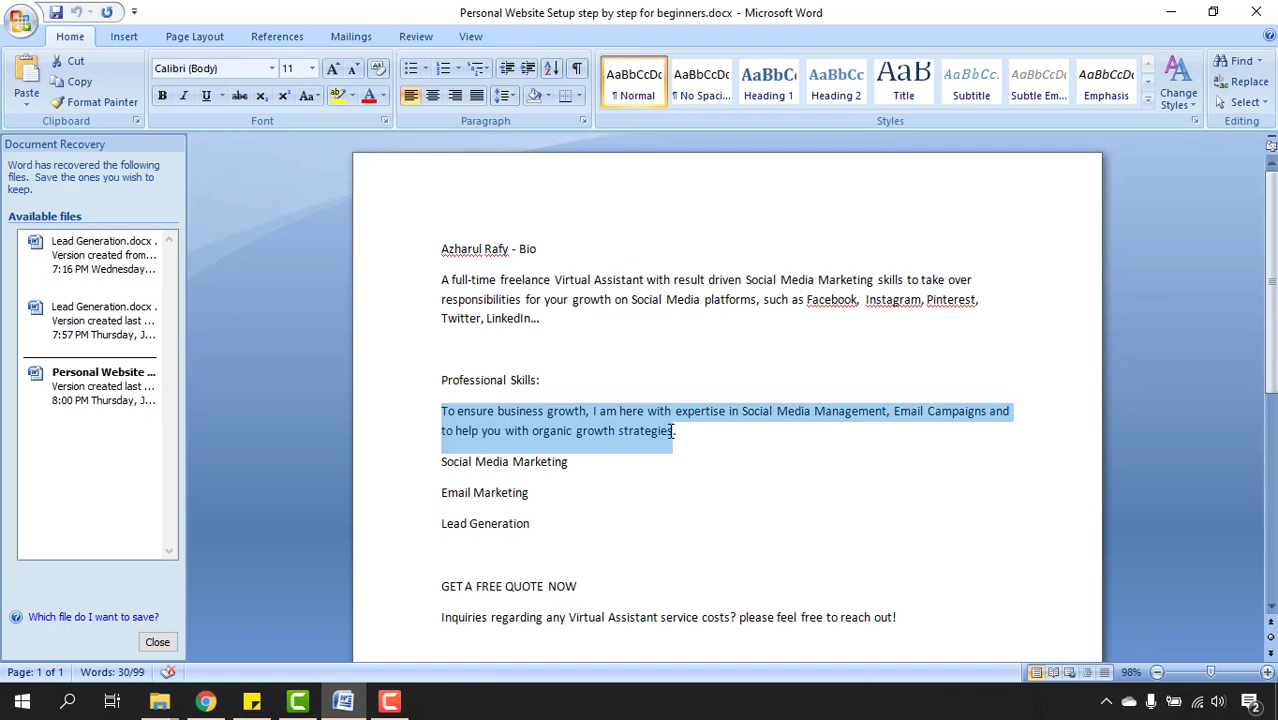 Personal Website Setup step by step for beginners.docx - Microsoft Word
Home Insert Page Layout References Mailings Review View
Paste
Cut
Copy
Format Painter
Clipboard
Calibri (Body) 11
Font
Paragraph
AaBbCcDc AaBbCcDc AaBbCc AaBbCc AaB AaBbCc. AaBbCcDc AaBbCcDc
¶ Normal ¶ No Spaci... Heading 1 Heading 2 Title Subtitle Subtle Em... Emphasis
Change Styles
Styles
Find
Replace
Select
Editing
Document Recovery
Word has recovered the following
files. Save the ones you wish to
keep.
Available files
Lead Generation.docx .
Version created from...
7:16 PM Wednesday...
Lead Generation.docx .
Version created last ...
7:57 PM Thursday, J...
Personal Website ...
Version created last ...
8:00 PM Thursday, J...
Which file do I want to save?
Close
Azharul Rafy - Bio
A full-time freelance Virtual Assistant with result driven Social Media Marketing skills to take over
responsibilities for your growth on Social Media platforms, such as Facebook, Instagram, Pinterest,
Twitter, LinkedIn...
Professional Skills:
To ensure business growth, I am here with expertise in Social Media Management, Email Campaigns and
to help you with organic growth strategies.
Social Media Marketing
Email Marketing
Lead Generation
GET A FREE QUOTE NOW
Inquiries regarding any Virtual Assistant service costs? please feel free to reach out!
Page: 1 of 1 Words: 30/99 98%